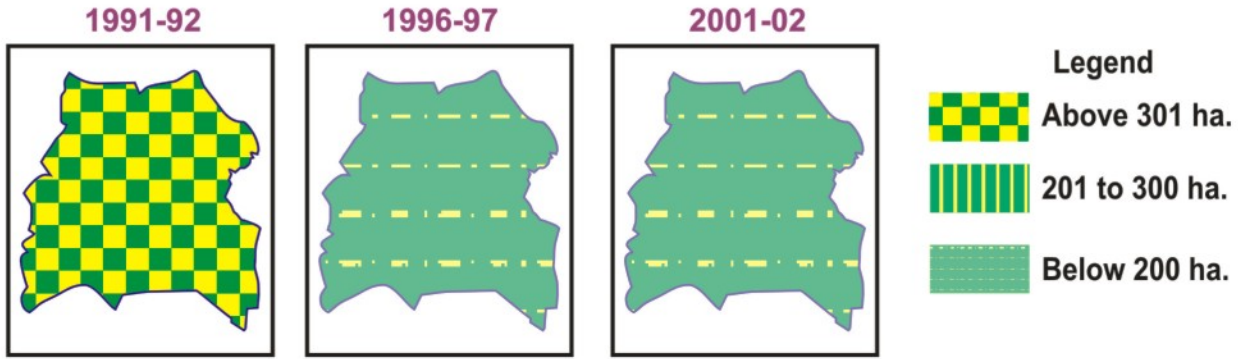 1991-92
1996-97
2001-02
Legend
Above 301 ha.
201 to 300 ha.
Below 200 ha.